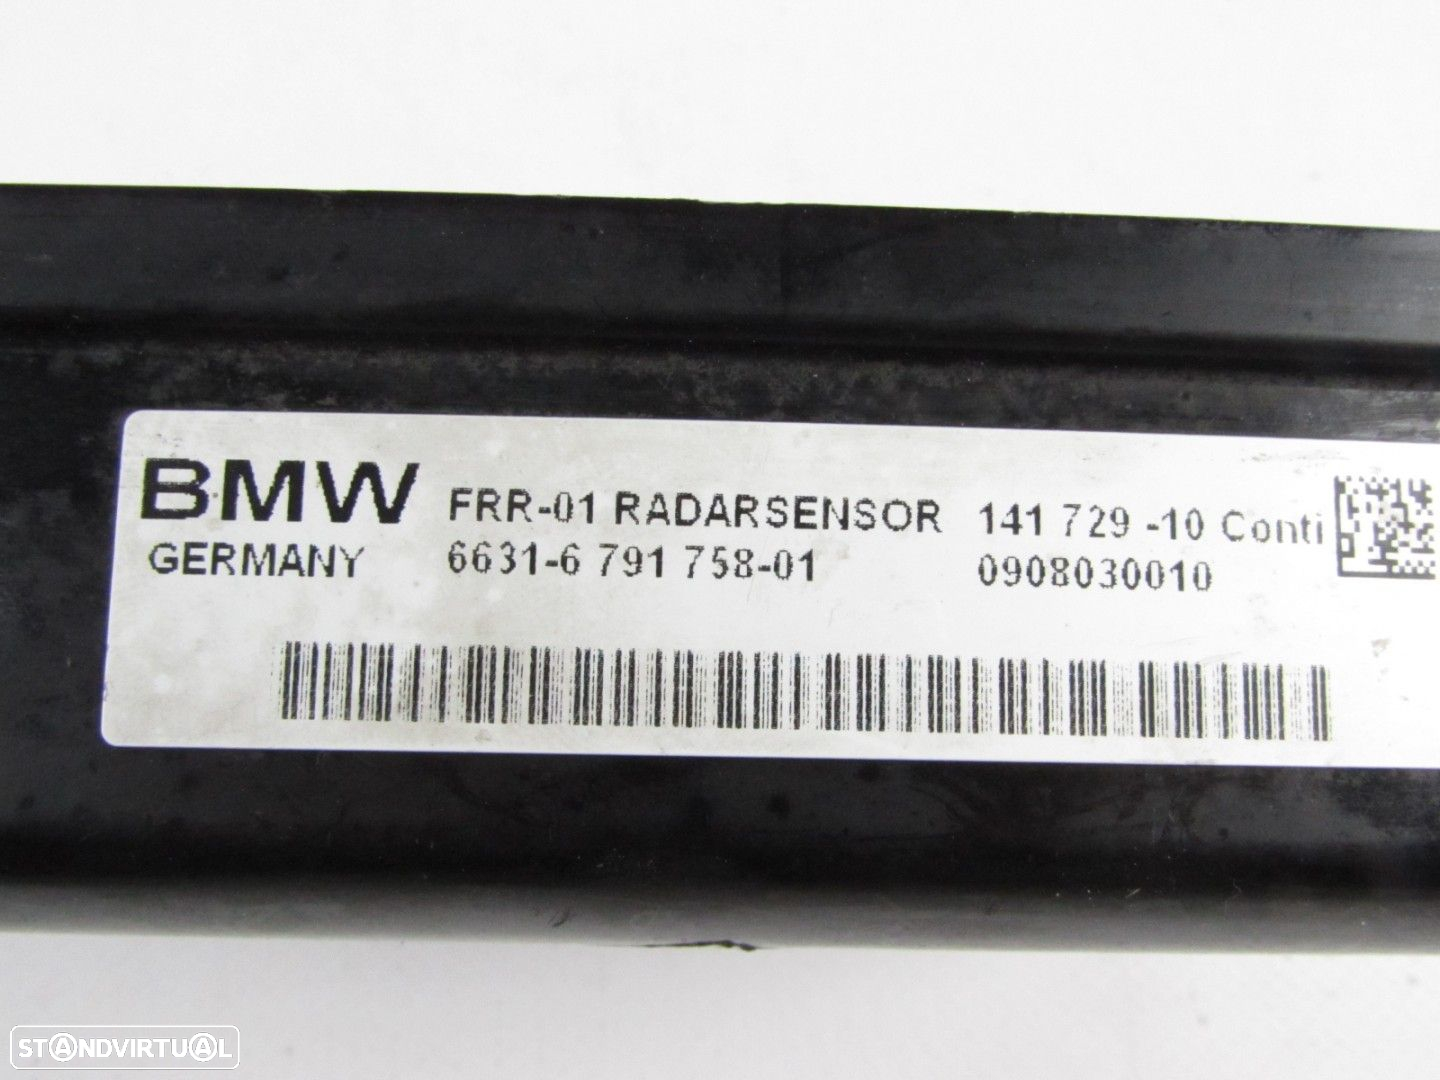 BMW FRR-01 RADARSENSOR 141 729 -10 Conti
GERMANY 6631-6 791 758-01 0908030010
STANDVIRTUAL